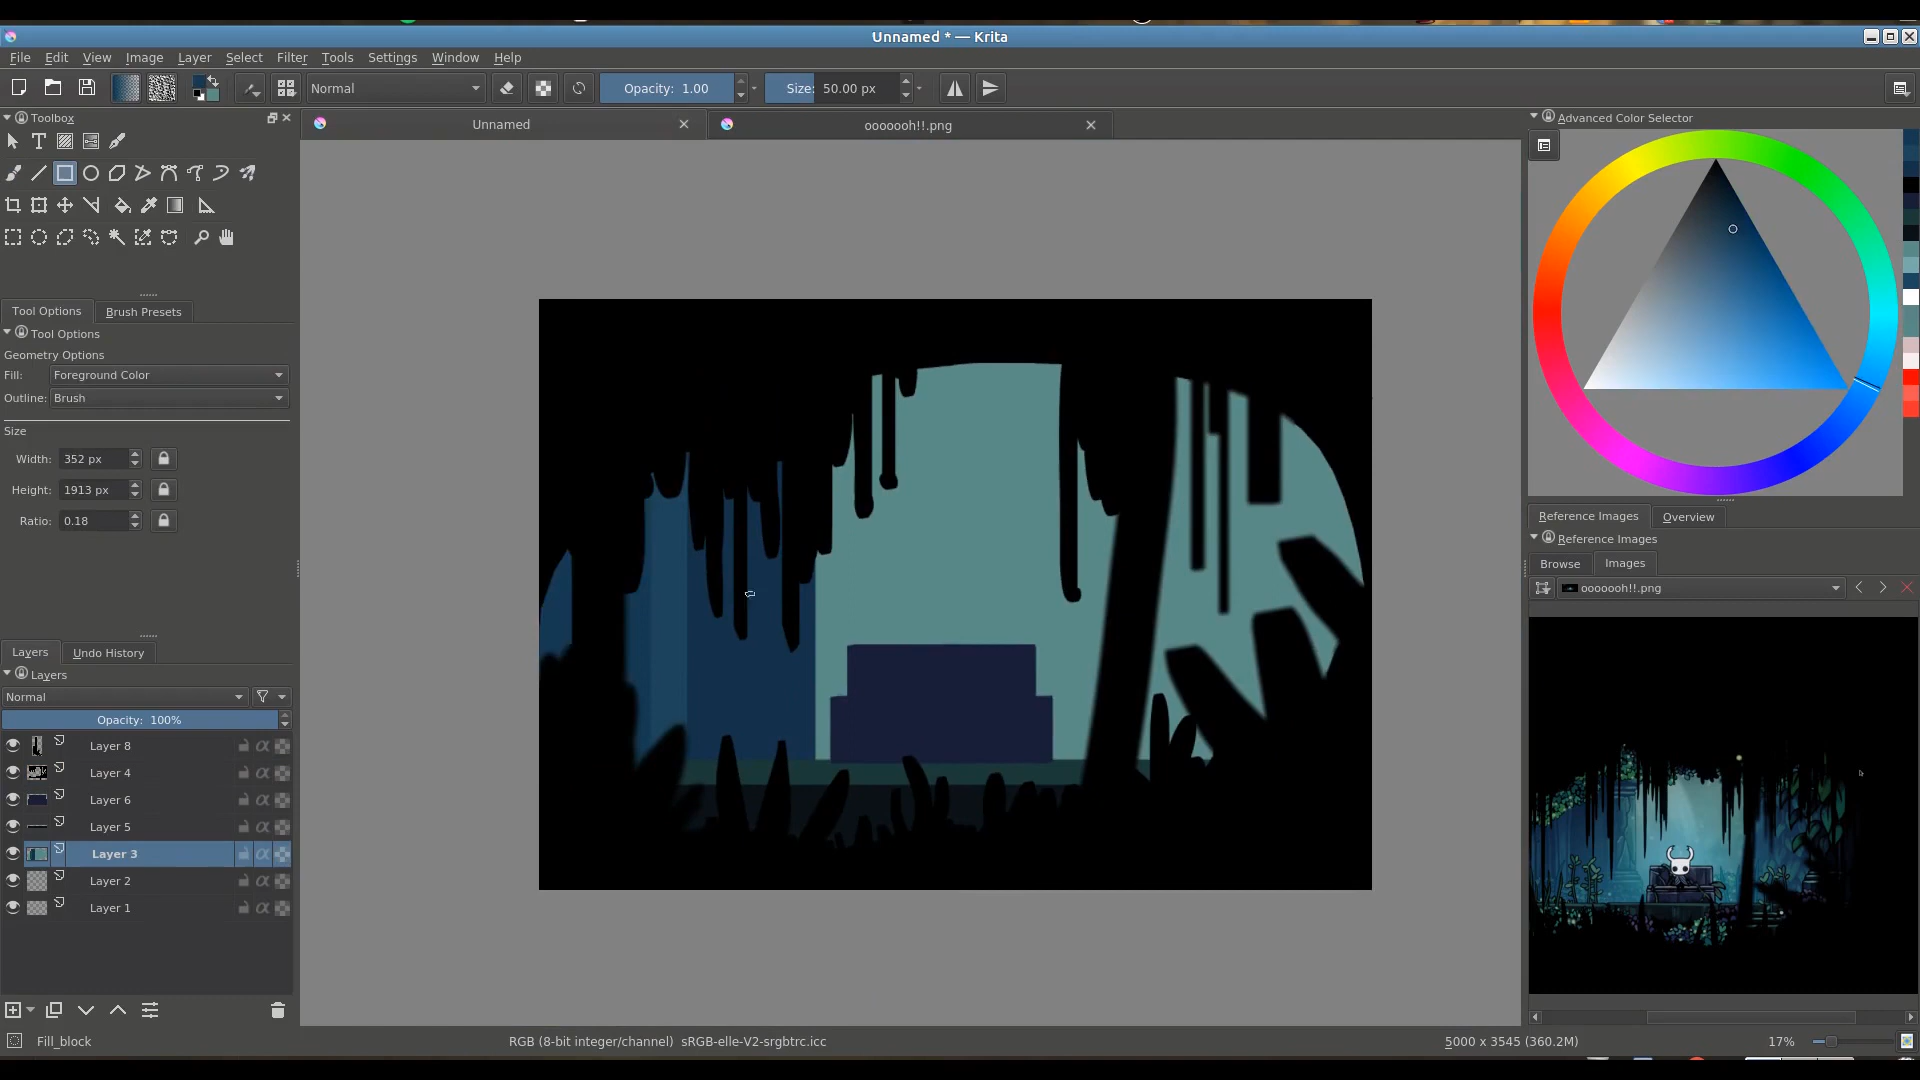 Unnamed * — Krita
File Edit View Image Layer Select Filter Tools Settings Window Help
Normal
Opacity: 1.00
Size: 50.00 px
Toolbox
Unnamed
ooooooh!!.png
Advanced Color Selector
Tool Options
Brush Presets
Tool Options
Geometry Options
Fill: Foreground Color
Outline: Brush
Size
Width: 352 px
Height: 1913 px
Ratio: 0.18
Reference Images
Overview
Reference Images
Browse
Images
ooooooh!!.png
Layers
Undo History
Layers
Normal
Opacity: 100%
Layer 8
Layer 4
Layer 6
Layer 5
Layer 3
Layer 2
Layer 1
Fill_block
RGB (8-bit integer/channel) sRGB-elle-V2-srgbtrc.icc
5000 x 3545 (360.2M)
17%